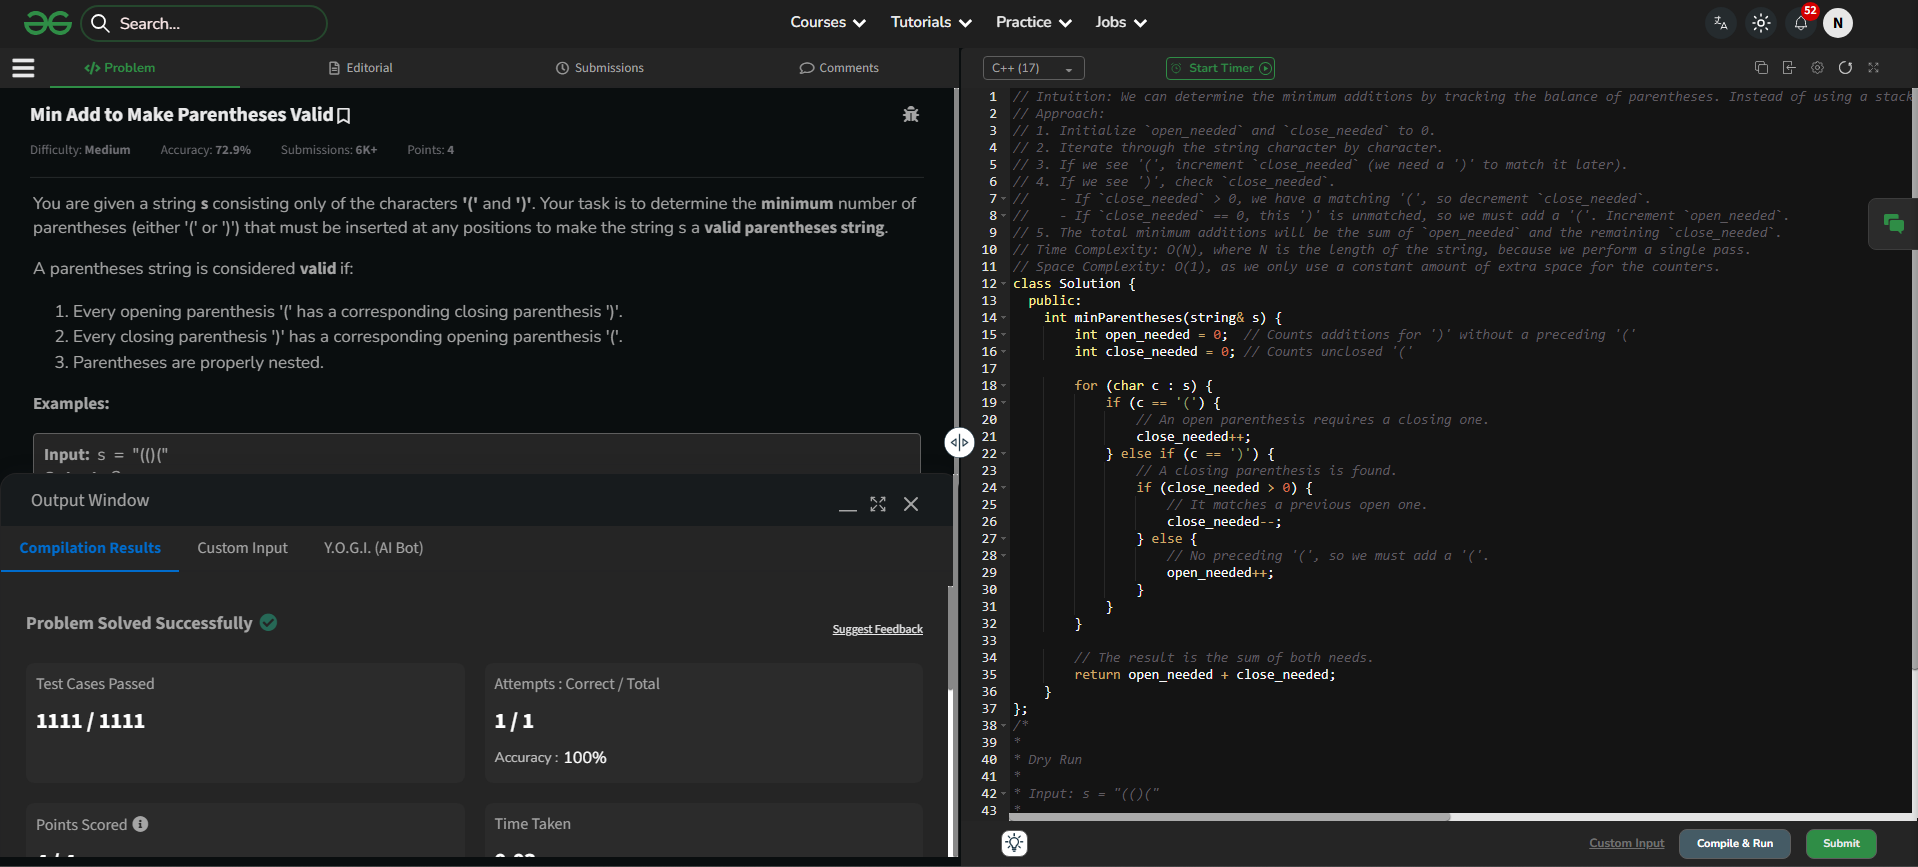 Search...
Courses
Tutorials
Practice
Jobs
52
N
Problem
Editorial
Submissions
Comments
Min Add to Make Parentheses Valid
Difficulty: Medium Accuracy: 72.9% Submissions: 6K+ Points: 4
You are given a string s consisting only of the characters '(' and ')'. Your task is to determine the minimum number of
parentheses (either '(' or ')') that must be inserted at any positions to make the string s a valid parentheses string.
A parentheses string is considered valid if:
1. Every opening parenthesis '(' has a corresponding closing parenthesis ')'.
2. Every closing parenthesis ')' has a corresponding opening parenthesis '('.
3. Parentheses are properly nested.
Examples:
Input: s = "(()("
Output Window
Compilation Results
Custom Input
Y.O.G.I. (AI Bot)
Problem Solved Successfully
Suggest Feedback
Test Cases Passed
1111 / 1111
Attempts : Correct / Total
1 / 1
Accuracy : 100%
Points Scored
Time Taken
C++ (17)
Start Timer
1 // Intuition: We can determine the minimum additions by tracking the balance of parentheses. Instead of using a stack
2 // Approach:
3 // 1. Initialize `open_needed` and `close_needed` to 0.
4 // 2. Iterate through the string character by character.
5 // 3. If we see '(', increment `close_needed` (we need a ')' to match it later).
6 // 4. If we see ')', check `close_needed`.
7 //    - If `close_needed` > 0, we have a matching '(', so decrement `close_needed`.
8 //    - If `close_needed` == 0, this ')' is unmatched, so we must add a '('. Increment `open_needed`.
9 // 5. The total minimum additions will be the sum of `open_needed` and the remaining `close_needed`.
10 // Time Complexity: O(N), where N is the length of the string, because we perform a single pass.
11 // Space Complexity: O(1), as we only use a constant amount of extra space for the counters.
12 class Solution {
13   public:
14     int minParentheses(string& s) {
15         int open_needed = 0;  // Counts additions for ')' without a preceding '('
16         int close_needed = 0; // Counts unclosed '('
17
18         for (char c : s) {
19             if (c == '(') {
20                 // An open parenthesis requires a closing one.
21                 close_needed++;
22             } else if (c == ')') {
23                 // A closing parenthesis is found.
24                 if (close_needed > 0) {
25                     // It matches a previous open one.
26                     close_needed--;
27                 } else {
28                     // No preceding '(', so we must add a '('.
29                     open_needed++;
30                 }
31             }
32         }
33
34         // The result is the sum of both needs.
35         return open_needed + close_needed;
36     }
37 };
38 /*
39 *
40 * Dry Run
41 *
42 * Input: s = "(()("
43 *
Custom Input
Compile & Run
Submit